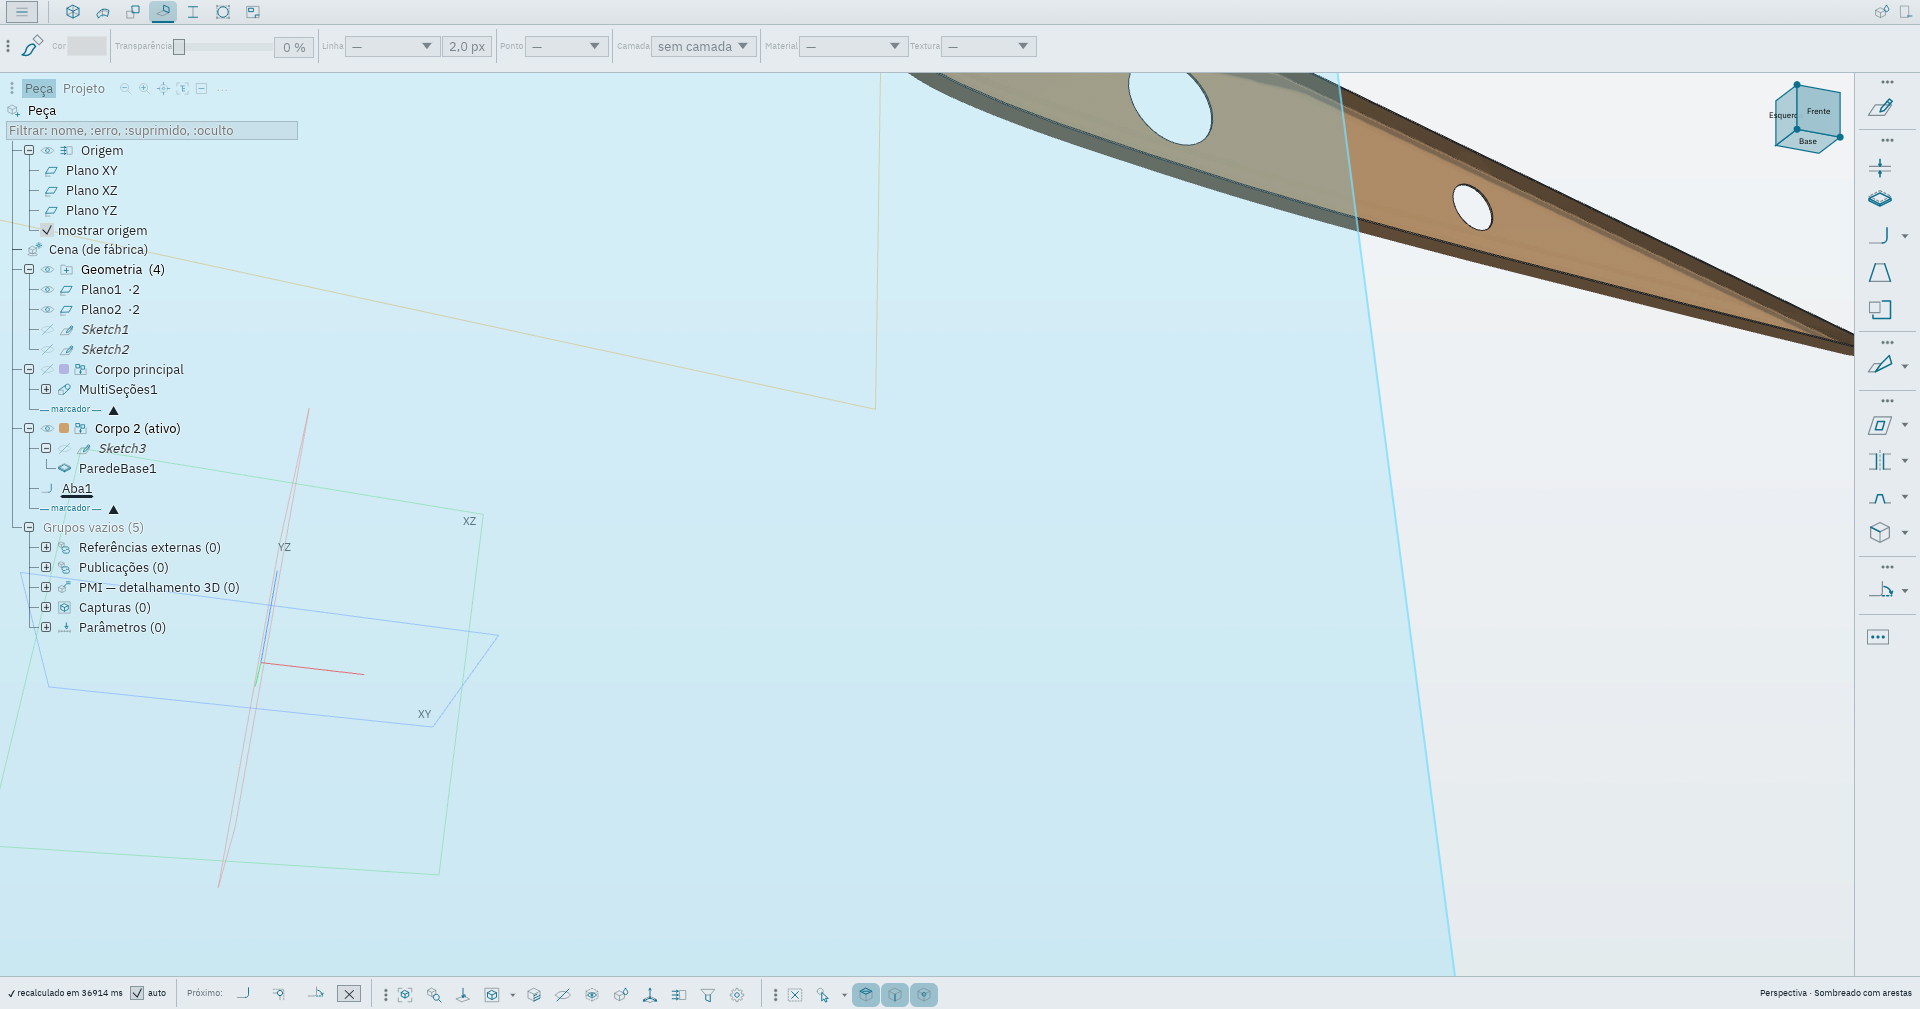 Cor
Transparência
0 %
Linha
—
2,0 px
Ponto
—
Camada
sem camada
Material
—
Textura
—
Peça
Projeto
Peça
Filtrar: nome, :erro, :suprimido, :oculto
Origem
Plano XY
Plano XZ
Plano YZ
mostrar origem
Cena (de fábrica)
Geometria (4)
Plano1 ·2
Plano2 ·2
Sketch1
Sketch2
Corpo principal
MultiSeções1
marcador
Corpo 2 (ativo)
Sketch3
ParedeBase1
Aba1
marcador
Grupos vazios (5)
Referências externas (0)
Publicações (0)
PMI — detalhamento 3D (0)
Capturas (0)
Parâmetros (0)
XZ
YZ
XY
Frente
Base
recalculado em 36914 ms
auto
Próximo:
Perspectiva · Sombreado com arestas